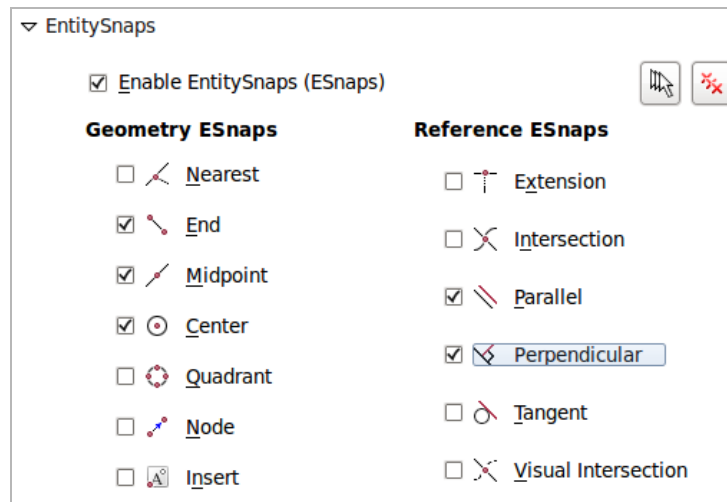 EntitySnaps
Enable EntitySnaps (ESnaps)
Geometry ESnaps
Nearest
End
Midpoint
Center
Quadrant
Node
A
Insert
Reference ESnaps
Extension
Intersection
Parallel
Perpendicular
Tangent
Visual Intersection